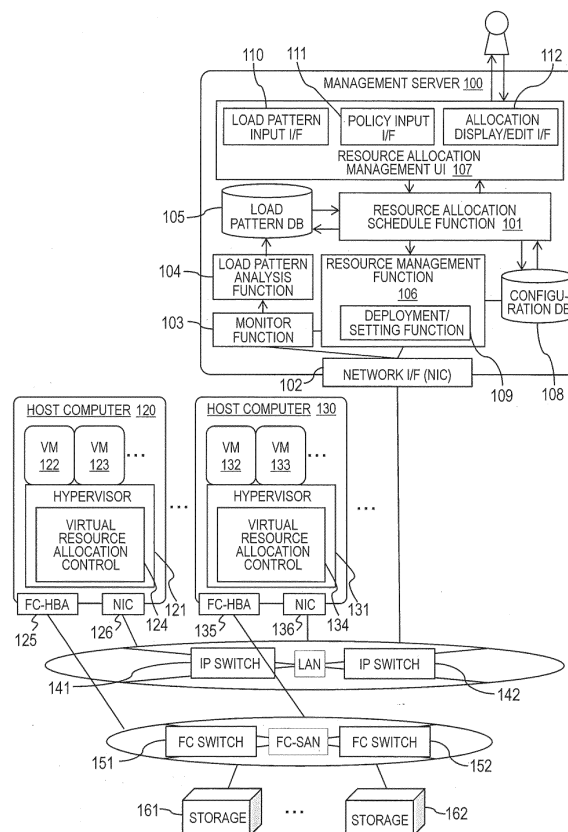 110
111
112
MANAGEMENT SERVER 100
LOAD PATTERN
INPUT I/F
POLICY INPUT
I/F
ALLOCATION
DISPLAY/EDIT I/F
RESOURCE ALLOCATION
MANAGEMENT UI 107
105
LOAD
PATTERN DB
RESOURCE ALLOCATION
SCHEDULE FUNCTION 101
104
LOAD PATTERN
ANALYSIS
FUNCTION
RESOURCE MANAGEMENT
FUNCTION
106
CONFIGU-
RATION DB
103
MONITOR
FUNCTION
DEPLOYMENT/
SETTING FUNCTION
102
NETWORK I/F (NIC)
109
108
HOST COMPUTER 120
HOST COMPUTER 130
VM
122
VM
123
...
VM
132
VM
133
...
HYPERVISOR
HYPERVISOR
VIRTUAL
RESOURCE
ALLOCATION
CONTROL
...
VIRTUAL
RESOURCE
ALLOCATION
CONTROL
...
FC-HBA
NIC
121
FC-HBA
NIC
131
125
126
124
135
136
134
IP SWITCH
LAN
IP SWITCH
141
142
FC SWITCH
FC-SAN
FC SWITCH
151
152
161
STORAGE
...
STORAGE
162